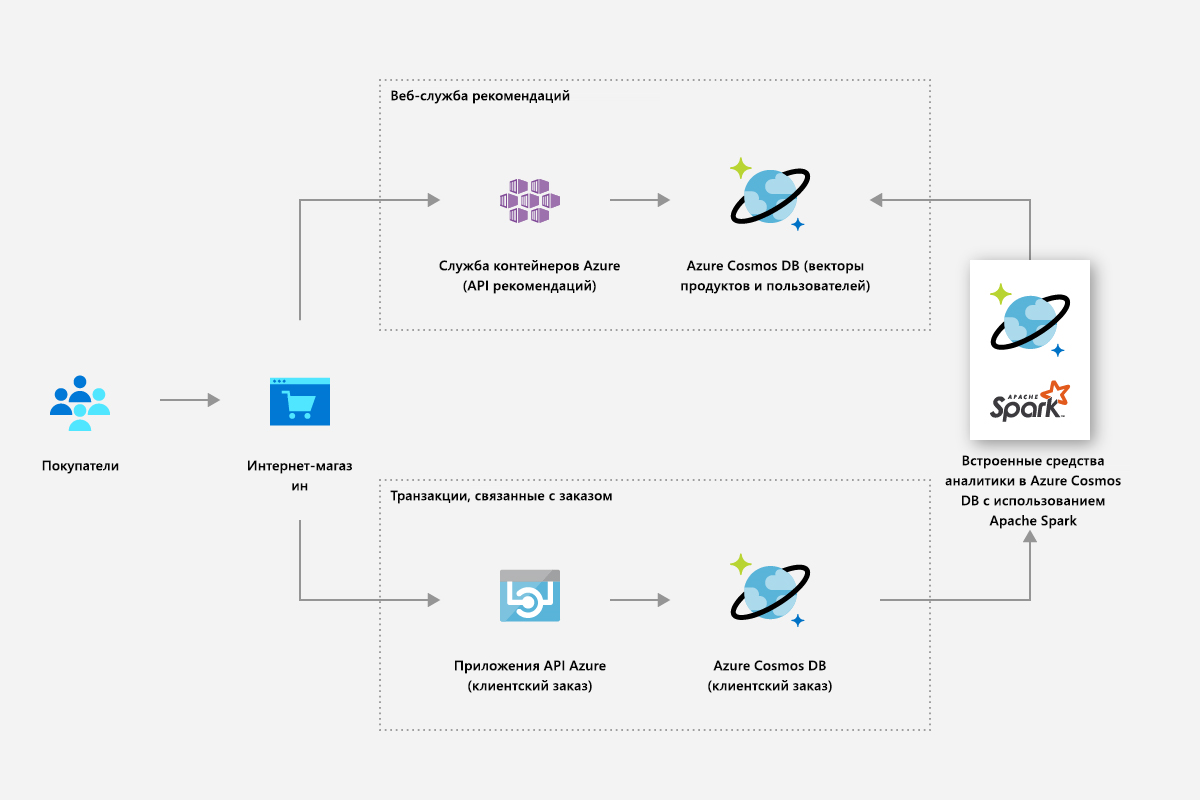 Веб-служба рекомендаций
Служба контейнеров Azure
(API рекомендаций)
Azure Cosmos DB (векторы
продуктов и пользователей)
Покупатели
Интернет-магаз
ин
APACHE
Spark™
Встроенные средства
аналитики в Azure Cosmos
DB с использованием
Apache Spark
Транзакции, связанные с заказом
Приложения API Azure
(клиентский заказ)
Azure Cosmos DB
(клиентский заказ)